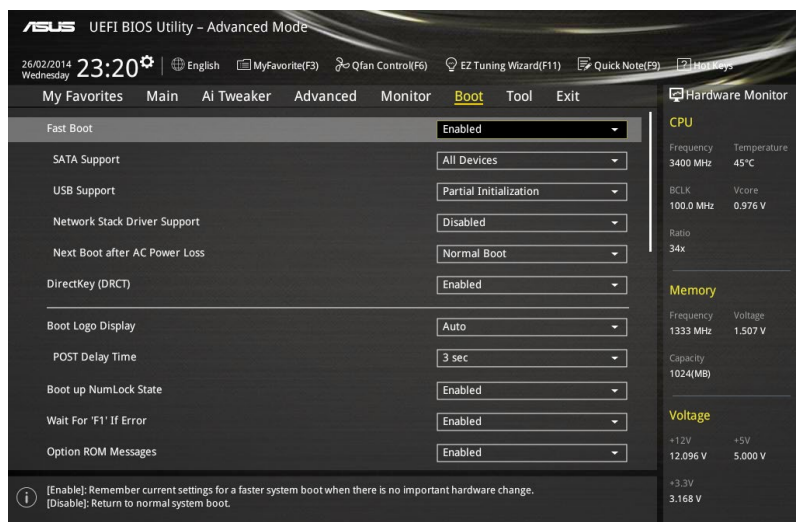 ASUS UEFI BIOS Utility – Advanced Mode
26/02/2014
Wednesday
23:20
English
MyFavorite(F3)
Qfan Control(F6)
EZ Tuning Wizard(F11)
Quick Note(F9)
? Hot Keys
My Favorites
Main
Ai Tweaker
Advanced
Monitor
Boot
Tool
Exit
Fast Boot Enabled
SATA Support All Devices
USB Support Partial Initialization
Network Stack Driver Support Disabled
Next Boot after AC Power Loss Normal Boot
DirectKey (DRCT) Enabled
Boot Logo Display Auto
POST Delay Time 3 sec
Boot up NumLock State Enabled
Wait For 'F1' If Error Enabled
Option ROM Messages Enabled
i
[Enable]: Remember current settings for a faster system boot when there is no important hardware change.
[Disable]: Return to normal system boot.
Hardware Monitor
CPU
Frequency Temperature
3400 MHz 45°C
BCLK Vcore
100.0 MHz 0.976 V
Ratio
34x
Memory
Frequency Voltage
1333 MHz 1.507 V
Capacity
1024(MB)
Voltage
+12V +5V
12.096 V 5.000 V
+3.3V
3.168 V